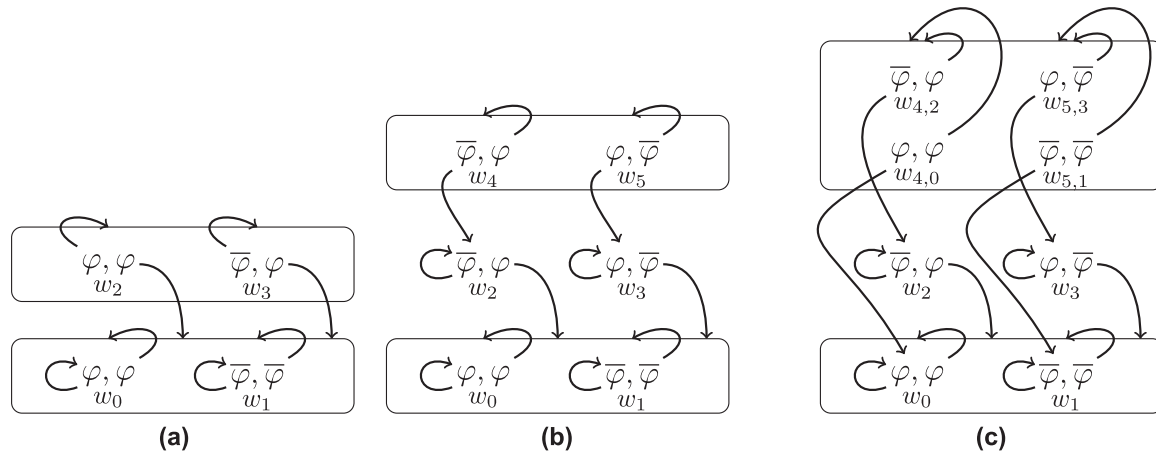 φ̅, φ φ, φ̅
w₄,₂ w₅,₃
φ̅, φ φ, φ̅ φ, φ φ̅, φ̅
w₄ w₅ w₄,₀ w₅,₁
φ, φ φ̅, φ φ̅, φ φ, φ̅ φ̅, φ φ, φ̅
w₂ w₃ w₂ w₃ w₂ w₃
φ, φ φ̅, φ̅ φ, φ φ̅, φ̅ φ, φ φ̅, φ̅
w₀ w₁ w₀ w₁ w₀ w₁
(a) (b) (c)